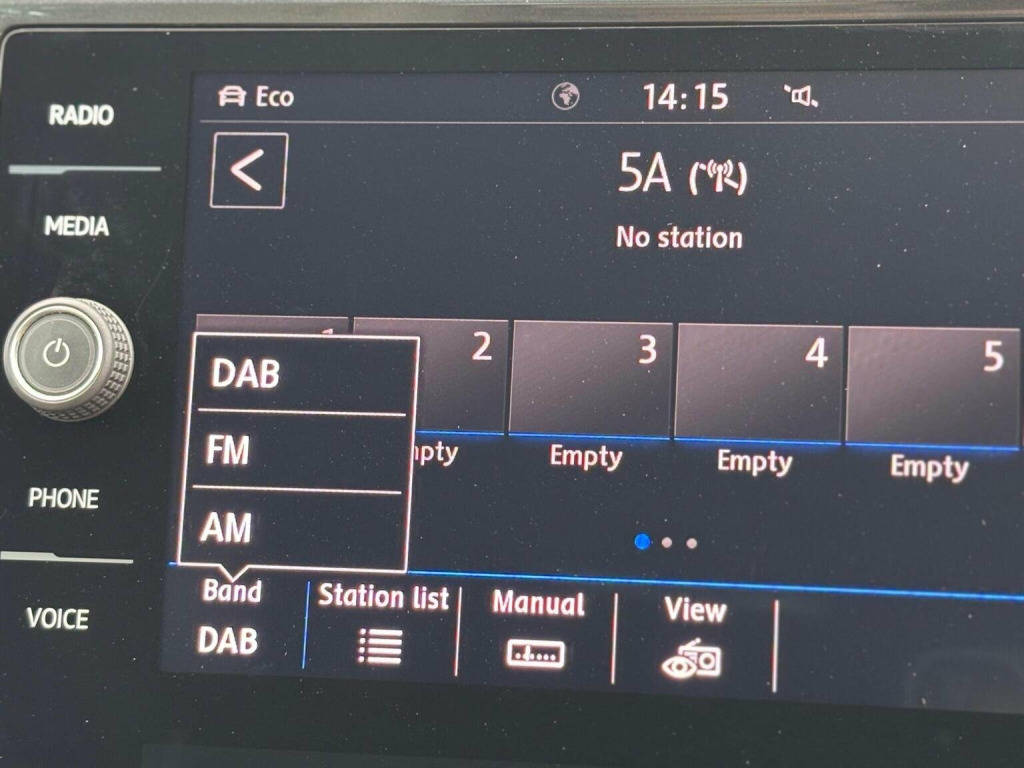 RADIO
MEDIA
PHONE
VOICE
Eco
14:15
5A
No station
2
3
4
5
Empty
Empty
Empty
DAB
FM
AM
Band
DAB
Station list
Manual
View